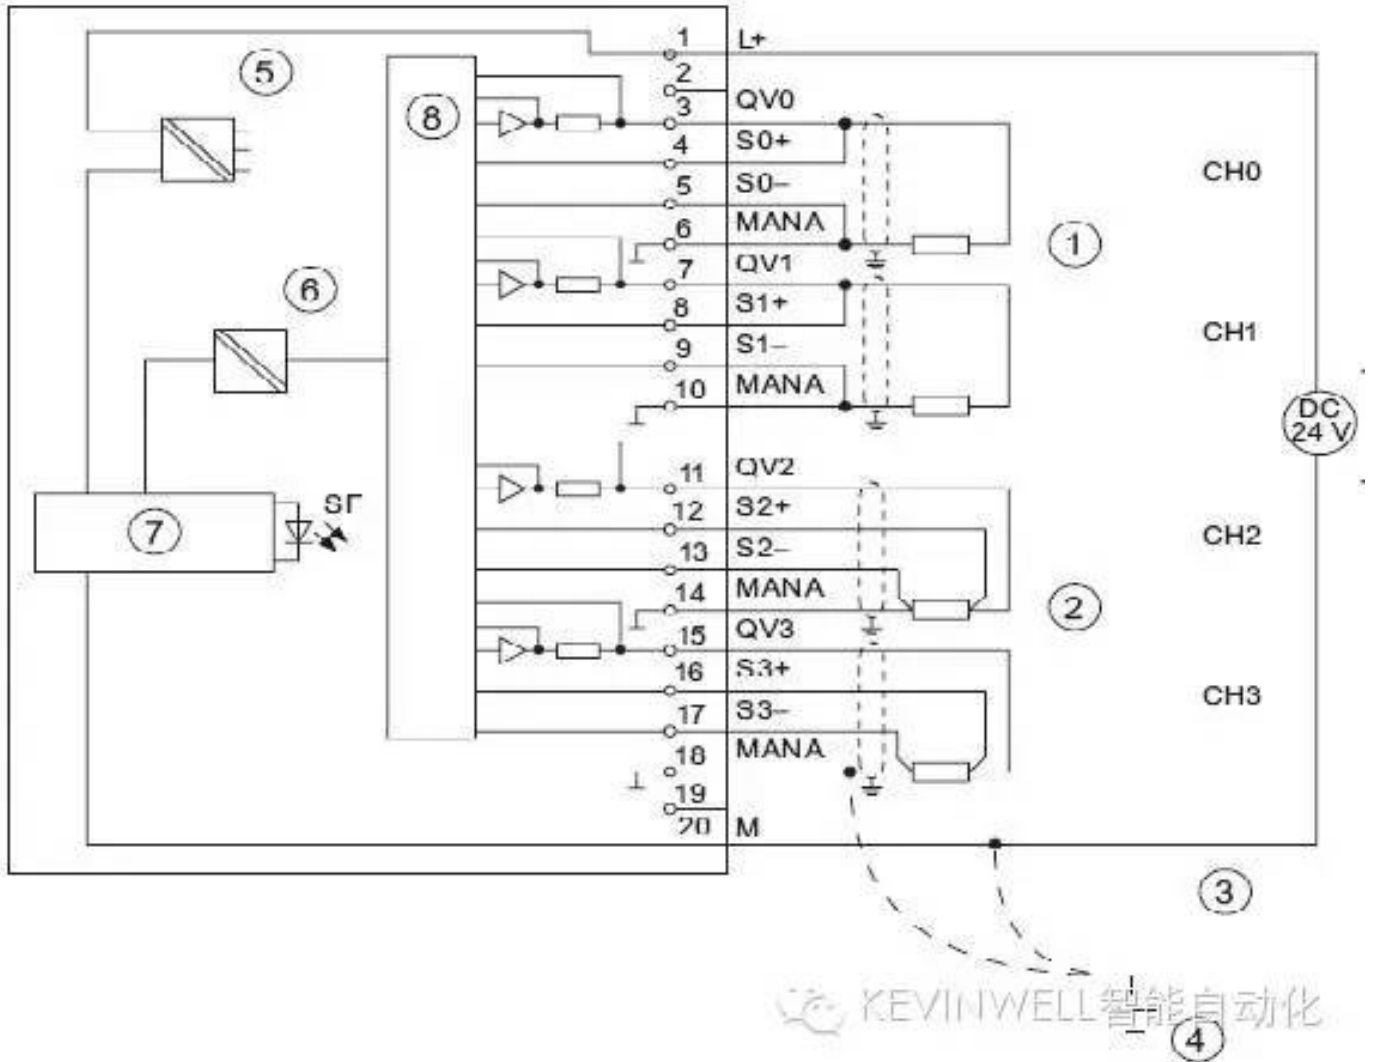 1 L+
2
3 QV0
4 S0+
5 S0–
6 MANA
7 QV1
8 S1+
9 S1–
10 MANA
11 QV2
12 S2+
13 S2–
14 MANA
15 QV3
16 S3+
17 S3–
18 MANA
19
20 M
5
8
6
7
CH0
1
CH1
DC
24 V
CH2
2
CH3
3
KEVINWELL智能自动化
4